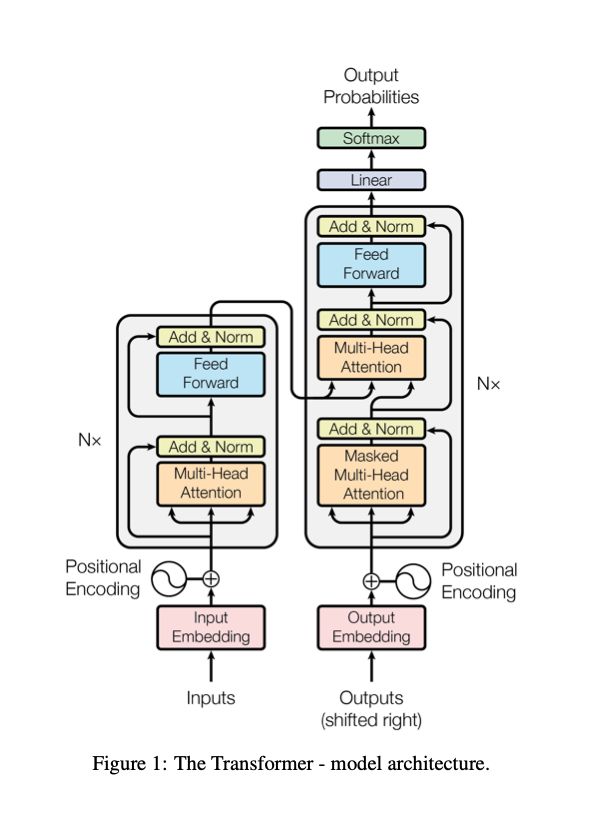 Output
Probabilities
Softmax
Linear
Add & Norm
Feed
Forward
Add & Norm
Multi-Head
Attention
Add & Norm
Masked
Multi-Head
Attention
Nx
Add & Norm
Feed
Forward
Add & Norm
Multi-Head
Attention
Nx
Positional
Encoding
Positional
Encoding
Input
Embedding
Output
Embedding
Inputs
Outputs
(shifted right)
Figure 1: The Transformer - model architecture.